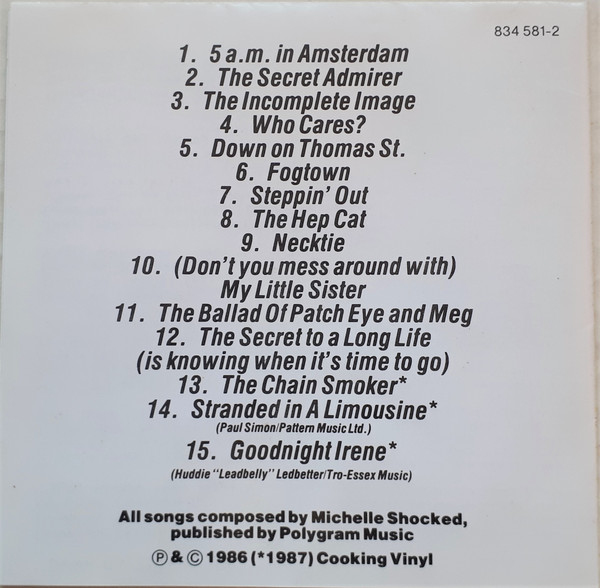 834 581-2
1. 5 a.m. in Amsterdam
2. The Secret Admirer
3. The Incomplete Image
4. Who Cares?
5. Down on Thomas St.
6. Fogtown
7. Steppin' Out
8. The Hep Cat
9. Necktie
10. (Don't you mess around with)
My Little Sister
11. The Ballad Of Patch Eye and Meg
12. The Secret to a Long Life
(is knowing when it's time to go)
13. The Chain Smoker*
14. Stranded in A Limousine*
(Paul Simon/Pattern Music Ltd.)
15. Goodnight Irene*
(Huddie "Leadbelly" Ledbetter/Tro-Essex Music)
All songs composed by Michelle Shocked,
published by Polygram Music
℗ & © 1986 (*1987) Cooking Vinyl